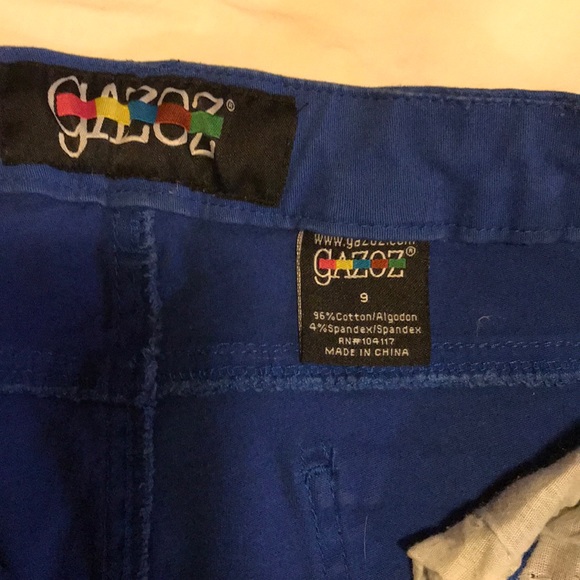 GAZOZ®
www.gazoz.com
GAZOZ®
9
96%Cotton/Algodon
4%Spandex/Spandex
RN#104117
MADE IN CHINA